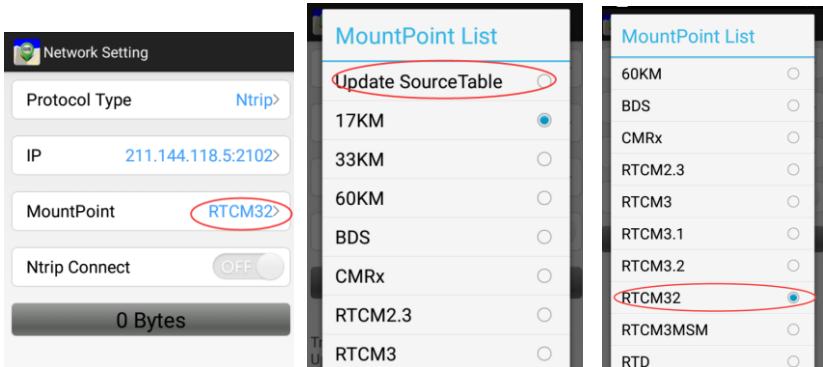 Network Setting
Protocol Type Ntrip>
IP 211.144.118.5:2102>
MountPoint RTCM32>
Ntrip Connect OFF
0 Bytes
MountPoint List
Update SourceTable
17KM
33KM
60KM
BDS
CMRx
RTCM2.3
RTCM3
MountPoint List
60KM
BDS
CMRx
RTCM2.3
RTCM3
RTCM3.1
RTCM3.2
RTCM32
RTCM3MSM
RTD